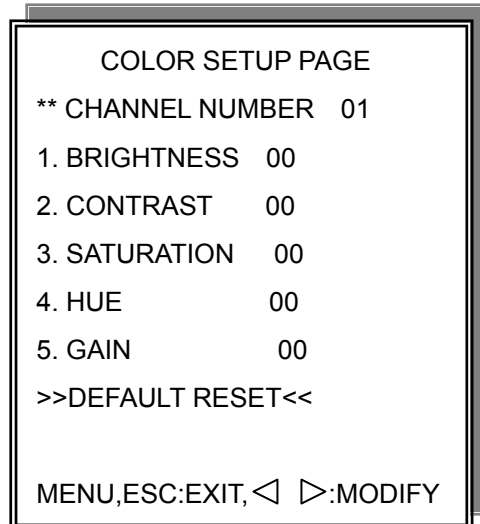 COLOR SETUP PAGE
** CHANNEL NUMBER 01
1. BRIGHTNESS 00
2. CONTRAST 00
3. SATURATION 00
4. HUE 00
5. GAIN 00
>>DEFAULT RESET<<
MENU,ESC:EXIT,◁ ▷:MODIFY